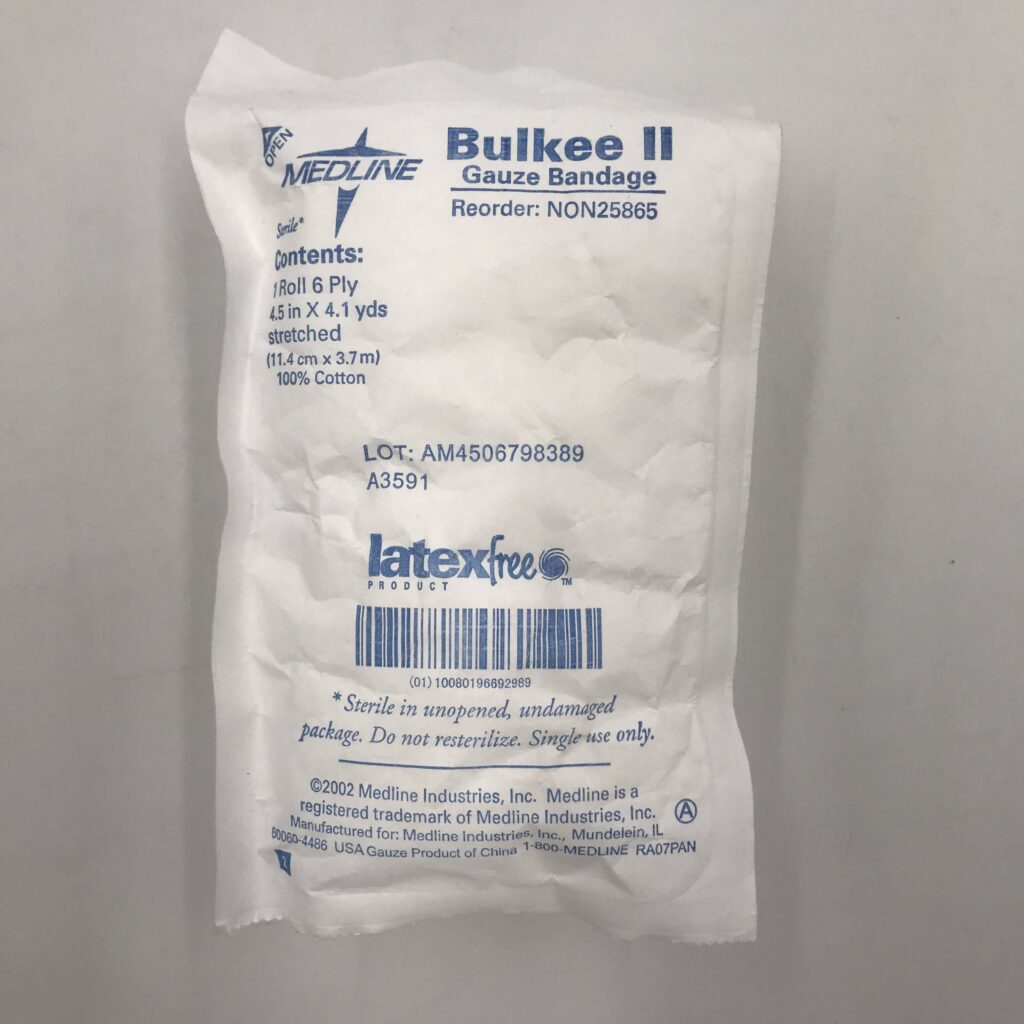 OPEN
MEDLINE
Bulkee II
Gauze Bandage
Reorder: NON25865
Sterile*
Contents:
1 Roll 6 Ply
4.5 in X 4.1 yds
stretched
(11.4 cm x 3.7 m)
100% Cotton
LOT: AM4506798389
A3591
latexfree
PRODUCT TM
(01) 10080196692989
*Sterile in unopened, undamaged
package. Do not resterilize. Single use only.
©2002 Medline Industries, Inc. Medline is a
registered trademark of Medline Industries, Inc. A
Manufactured for: Medline Industries, Inc., Mundelein, IL
60060-4486 USA Gauze Product of China 1-800-MEDLINE RA07PAN
2